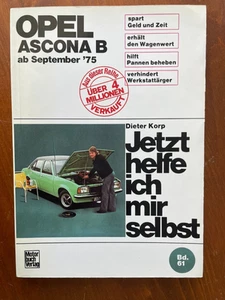 OPEL
ASCONA B
ab September '75
spart
Geld und Zeit
erhält
den Wagenwert
hilft
Pannen beheben
verhindert
Werkstattärger
Aus dieser Reihe
ÜBER 4
MILLIONEN
VERKAUFT
Dieter Korp
Jetzt
helfe
ich
mir
selbst
Motor
buch
Verlag
Bd.
61